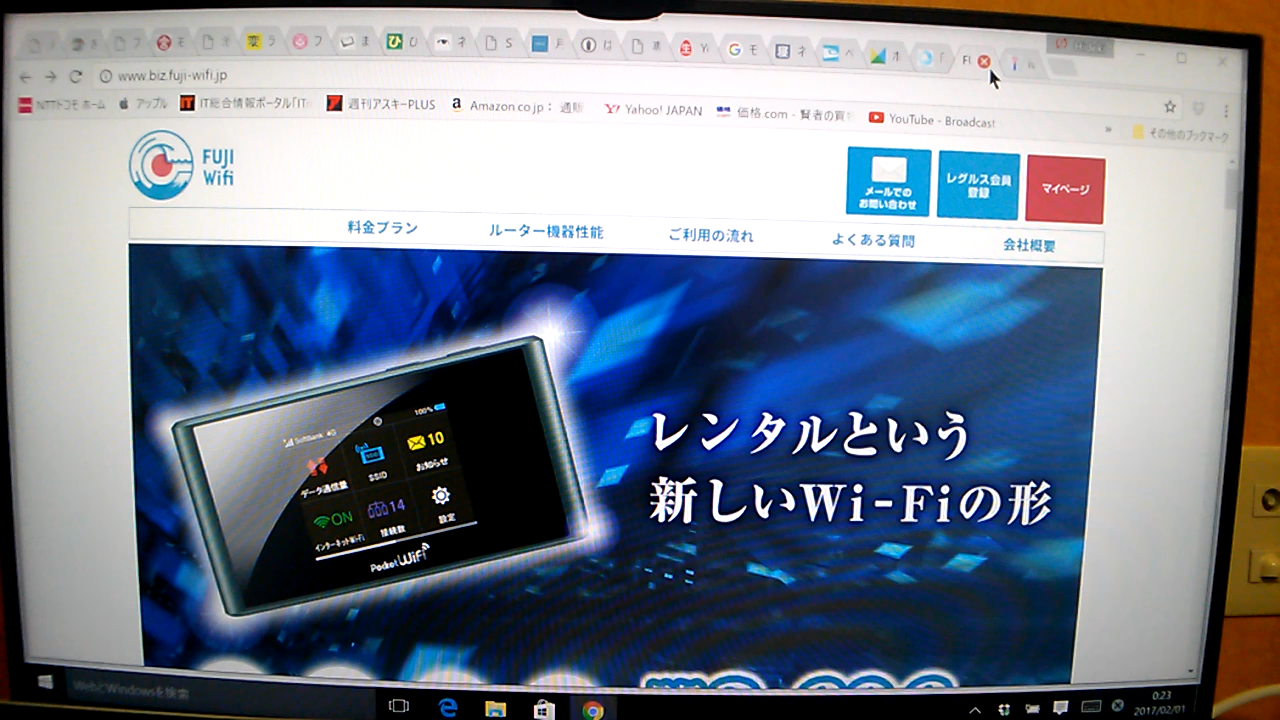 www.biz.fuji-wifi.jp
NTTドコモ ホーム
アップル
IT総合情報ポータル「IT
週刊アスキーPLUS
Amazon.co.jp： 通販
Yahoo! JAPAN
価格.com - 賢者の買
YouTube - Broadcast
»
その他のブックマーク
FUJI
Wifi
メールでの
お問い合わせ
レグルス会員
登録
マイページ
料金プラン
ルーター機器性能
ご利用の流れ
よくある質問
会社概要
100%
SoftBank 4G
データ通信量
SSID
10
お知らせ
ON
インターネットWi-Fi
14
接続数
設定
Pocket WiFi
レンタルという
新しいWi-Fiの形
WebとWindowsを検索
0:23
2017/02/01